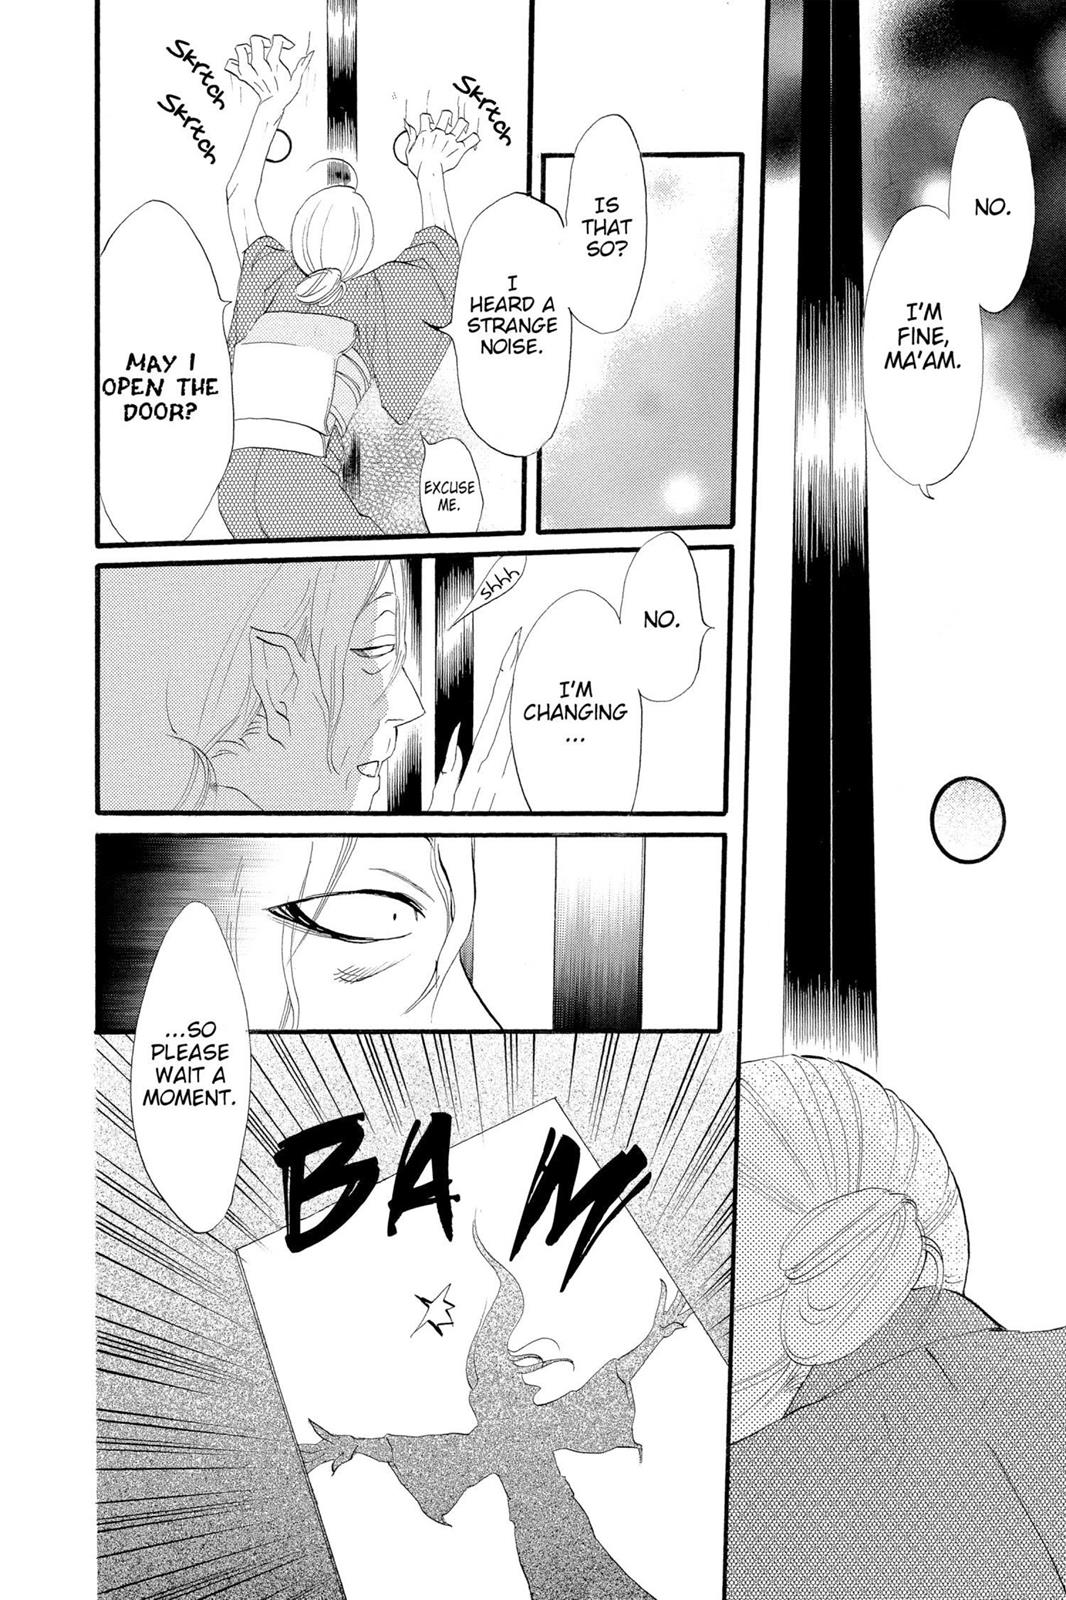 NO.
I'M
FINE,
MA'AM.
IS
THAT
SO?
I
HEARD A
STRANGE
NOISE.
Skrtch
Skrtch
Skrtch
MAY I
OPEN THE
DOOR?
EXCUSE
ME.
NO.
I'M
CHANGING
...
shhh
...SO
PLEASE
WAIT A
MOMENT.
BAM